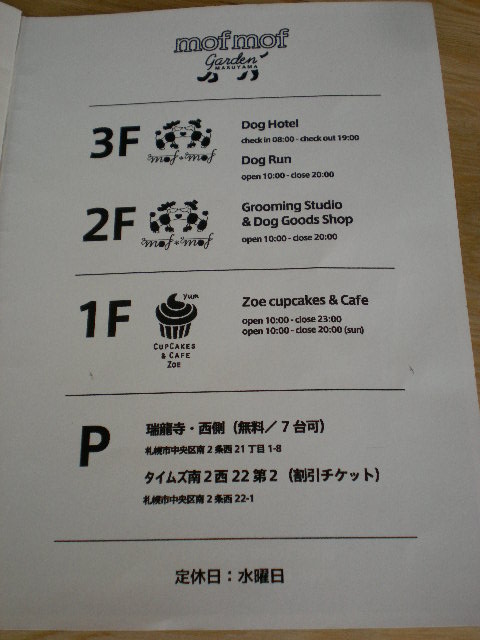 mofmof
Garden
MARUYAMA
3F
mof*mof
Dog Hotel
check in 08:00 - check out 19:00
Dog Run
open 10:00 - close 20:00
2F
mof*mof
Grooming Studio
& Dog Goods Shop
open 10:00 - close 20:00
1F
Yum
CUPCAKES
& CAFE
ZOE
Zoe cupcakes & Cafe
open 10:00 - close 23:00
open 10:00 - close 20:00 (sun)
P
瑞龍寺・西側（無料／７台可）
札幌市中央区南２条西21丁目1-8
タイムズ南２西22第２（割引チケット）
札幌市中央区南２条西22-1
定休日：水曜日